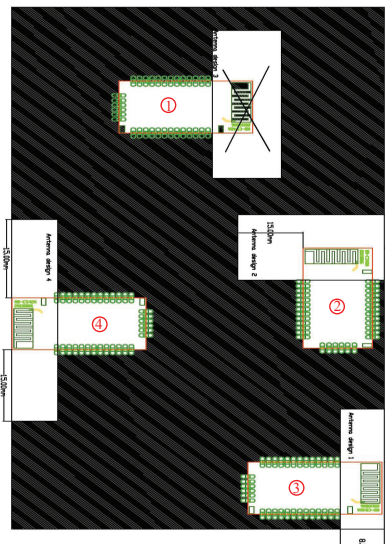 Antenna design 3
①
15.00mm
Antenna design 2
②
Antenna design 4
15.00mm
④
15.00mm
Antenna design 1
③
8.